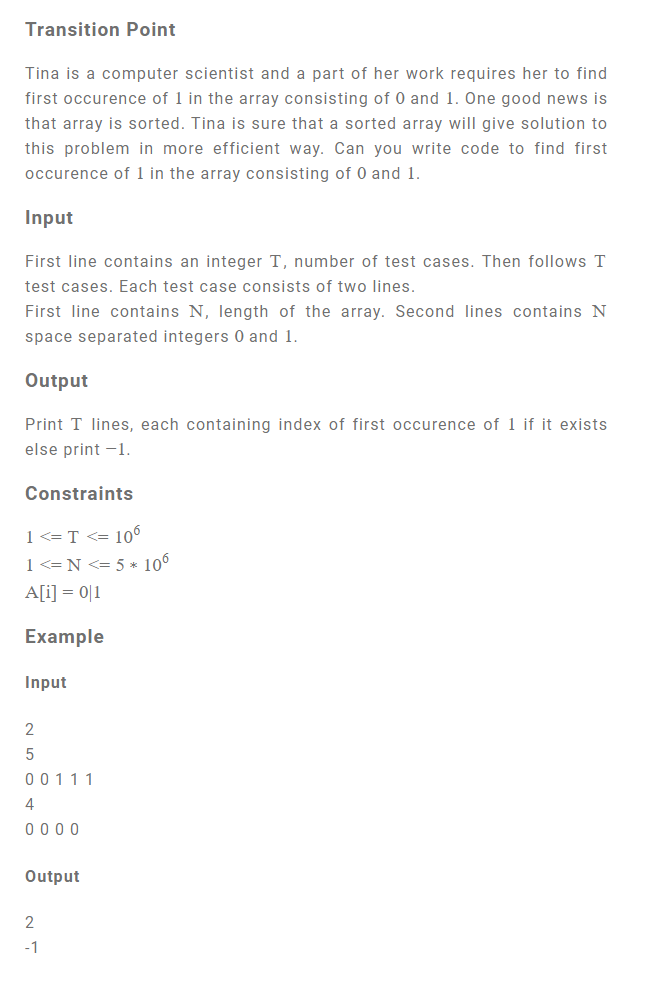 Transition Point
Tina is a computer scientist and a part of her work requires her to find
first occurence of 1 in the array consisting of 0 and 1. One good news is
that array is sorted. Tina is sure that a sorted array will give solution to
this problem in more efficient way. Can you write code to find first
occurence of 1 in the array consisting of 0 and 1.
Input
First line contains an integer T, number of test cases. Then follows T
test cases. Each test case consists of two lines.
First line contains N, length of the array. Second lines contains N
space separated integers 0 and 1.
Output
Print T lines, each containing index of first occurence of 1 if it exists
else print −1.
Constraints
1 <= T <= 10⁶
1 <= N <= 5 * 10⁶
A[i] = 0|1
Example
Input
2
5
0 0 1 1 1
4
0 0 0 0
Output
2
-1